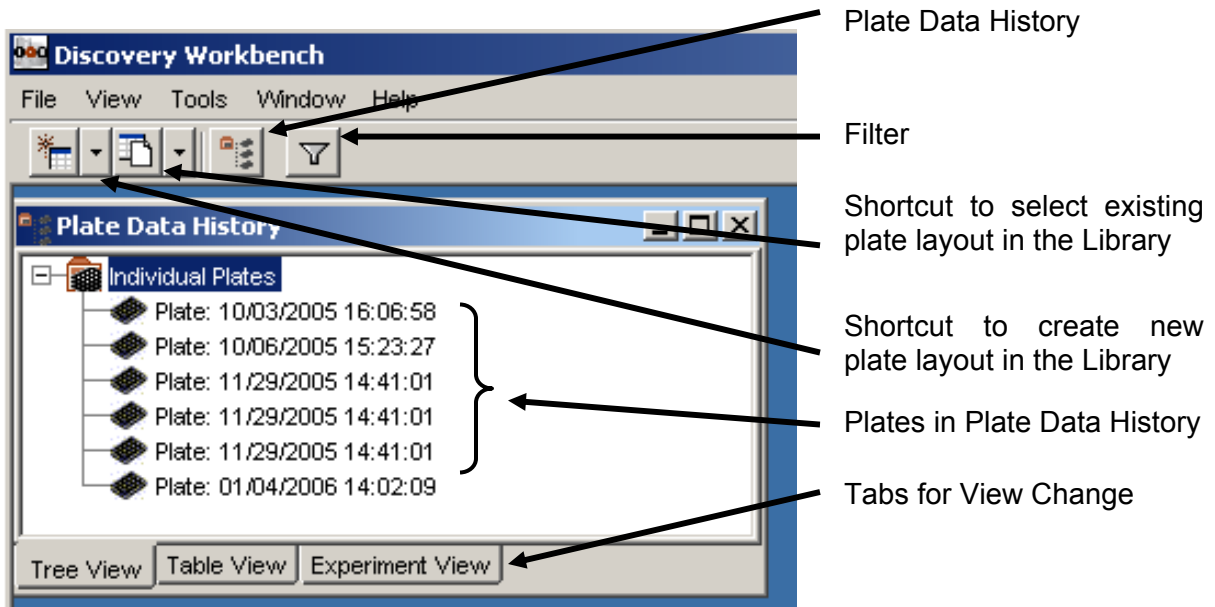 Plate Data History
Discovery Workbench
File View Tools Window Help
Filter
Shortcut to select existing
plate layout in the Library
Plate Data History
Individual Plates
Plate: 10/03/2005 16:06:58
Plate: 10/06/2005 15:23:27
Plate: 11/29/2005 14:41:01
Plate: 11/29/2005 14:41:01
Plate: 11/29/2005 14:41:01
Plate: 01/04/2006 14:02:09
Shortcut to create new
plate layout in the Library
Plates in Plate Data History
Tabs for View Change
Tree View Table View Experiment View